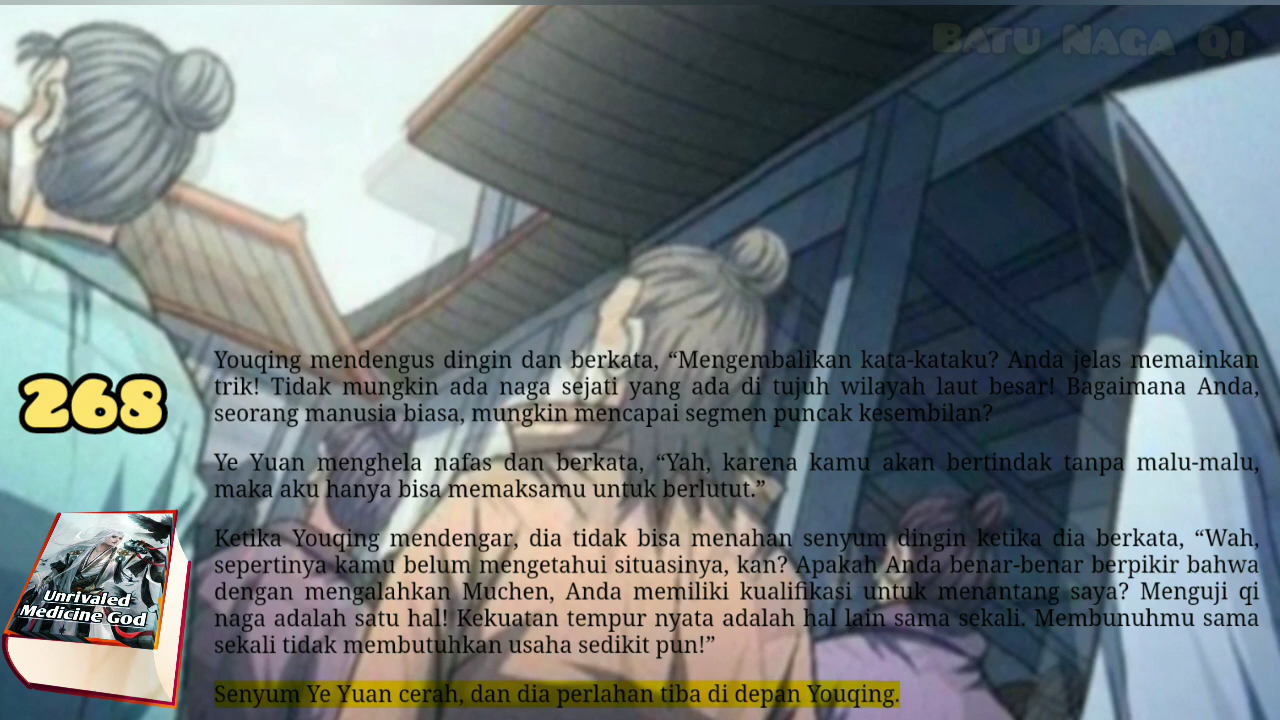 Batu Naga Qi
Youqing mendengus dingin dan berkata, “Mengembalikan kata-kataku? Anda jelas memainkan
trik! Tidak mungkin ada naga sejati yang ada di tujuh wilayah laut besar! Bagaimana Anda,
seorang manusia biasa, mungkin mencapai segmen puncak kesembilan?
268
Ye Yuan menghela nafas dan berkata, “Yah, karena kamu akan bertindak tanpa malu-malu,
maka aku hanya bisa memaksamu untuk berlutut.”
Ketika Youqing mendengar, dia tidak bisa menahan senyum dingin ketika dia berkata, “Wah,
sepertinya kamu belum mengetahui situasinya, kan? Apakah Anda benar-benar berpikir bahwa
dengan mengalahkan Muchen, Anda memiliki kualifikasi untuk menantang saya? Menguji qi
naga adalah satu hal! Kekuatan tempur nyata adalah hal lain sama sekali. Membunuhmu sama
sekali tidak membutuhkan usaha sedikit pun!”
Unrivaled
Medicine God
Senyum Ye Yuan cerah, dan dia perlahan tiba di depan Youqing.